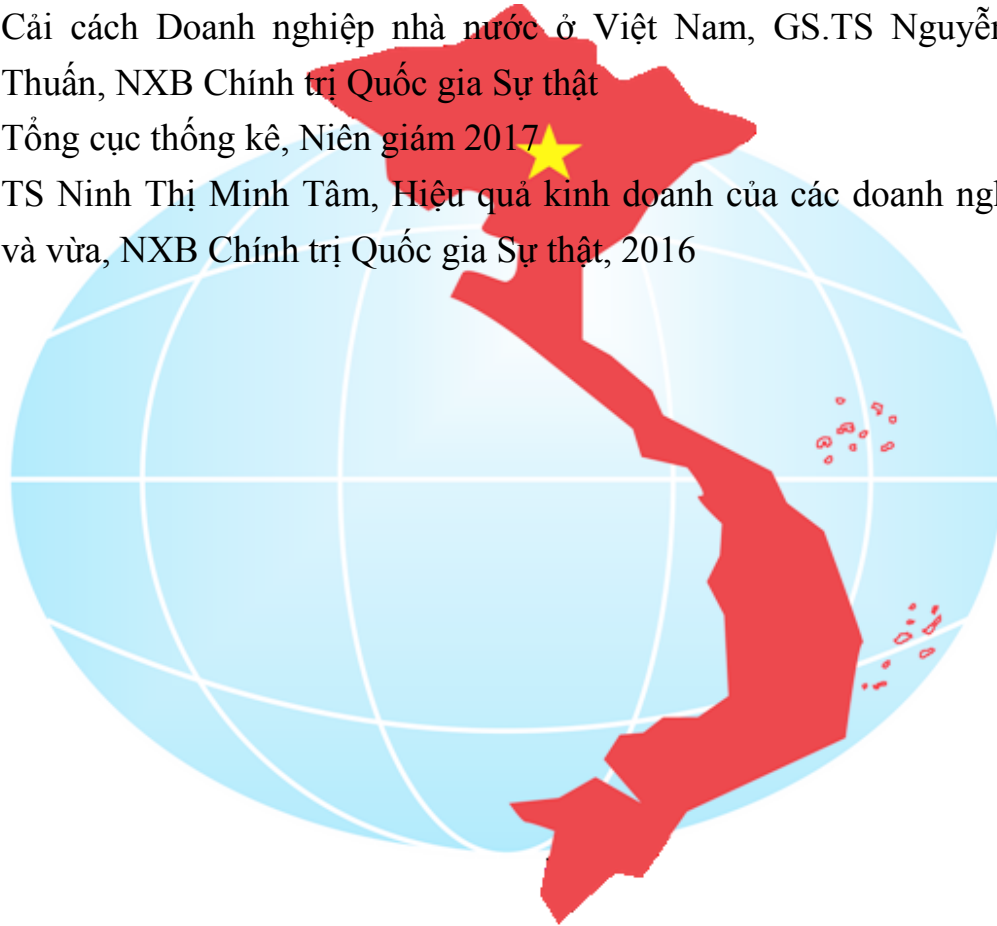 Cải cách Doanh nghiệp nhà nước ở Việt Nam, GS.TS Nguyễn
Thuấn, NXB Chính trị Quốc gia Sự thật
Tổng cục thống kê, Niên giám 2017
TS Ninh Thị Minh Tâm, Hiệu quả kinh doanh của các doanh
và vừa, NXB Chính trị Quốc gia Sự thật, 2016